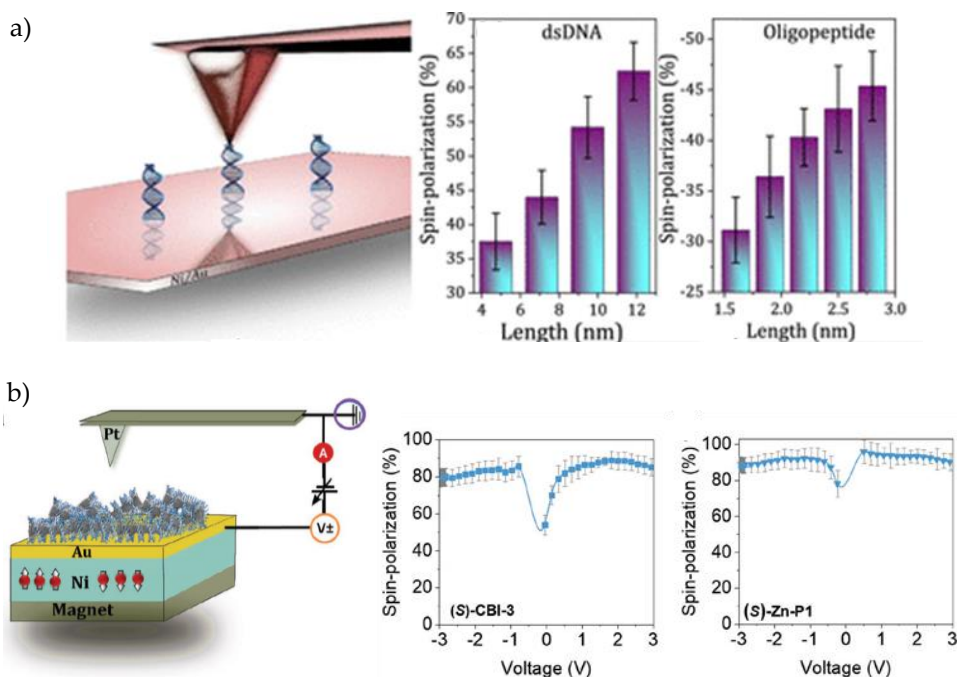 a)
dsDNA
Spin-polarization (%)
70
65
60
55
50
45
40
35
30
4 6 8 10 12
Length (nm)
Oligopeptide
Spin-polarization (%)
-50
-45
-40
-35
-30
-25
1.5 2.0 2.5 3.0
Length (nm)
Ni/Au
b)
Pt
A
V±
Au
Ni
Magnet
Spin-polarization (%)
100
80
60
40
20
0
(S)-CBI-3
-3 -2 -1 0 1 2 3
Voltage (V)
Spin-polarization (%)
100
80
60
40
20
0
(S)-Zn-P1
-3 -2 -1 0 1 2 3
Voltage (V)